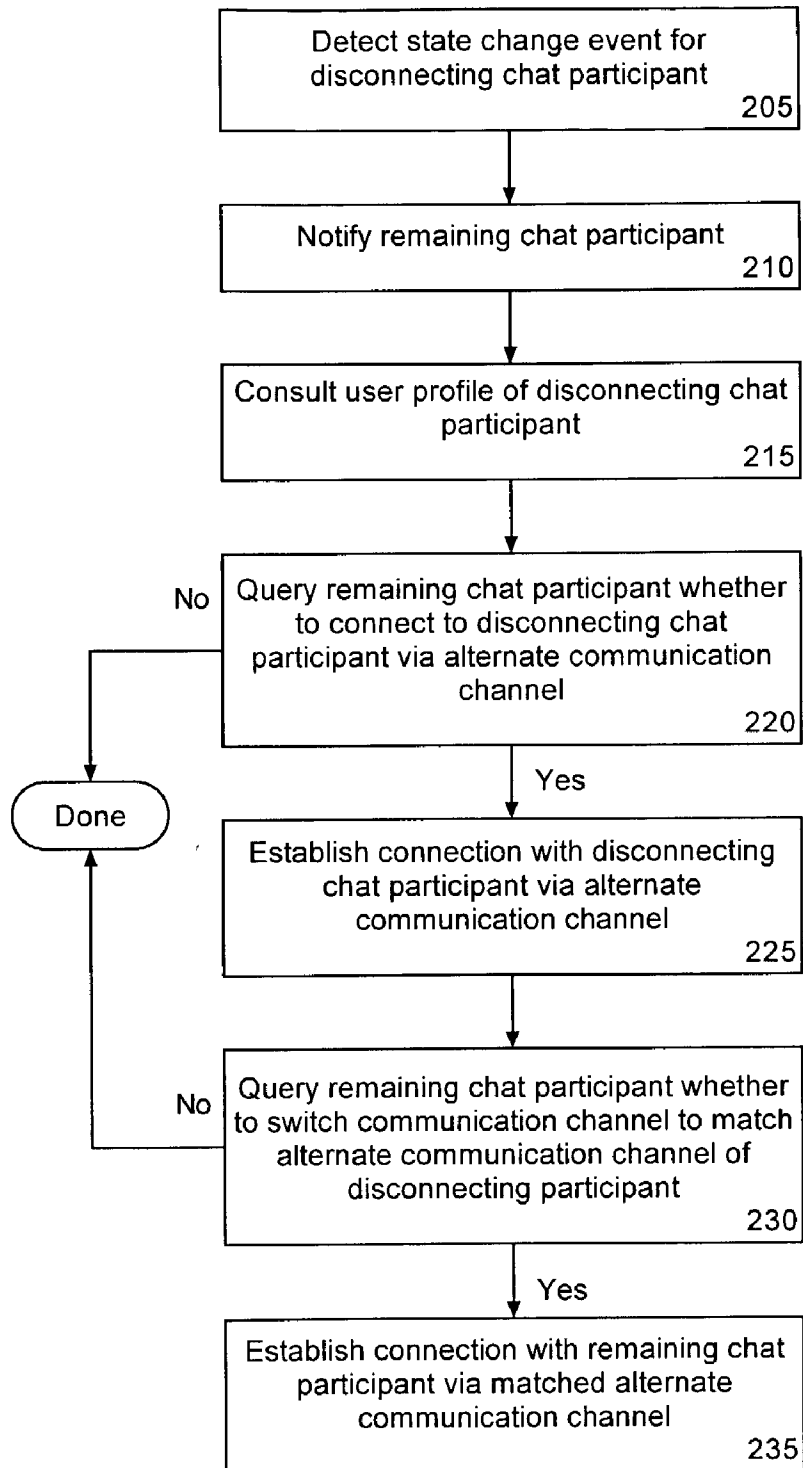 Detect state change event for
disconnecting chat participant
205
Notify remaining chat participant
210
Consult user profile of disconnecting chat
participant
215
No
Query remaining chat participant whether
to connect to disconnecting chat
participant via alternate communication
channel
220
Yes
Done
Establish connection with disconnecting
chat participant via alternate
communication channel
225
No
Query remaining chat participant whether
to switch communication channel to match
alternate communication channel of
disconnecting participant
230
Yes
Establish connection with remaining chat
participant via matched alternate
communication channel
235